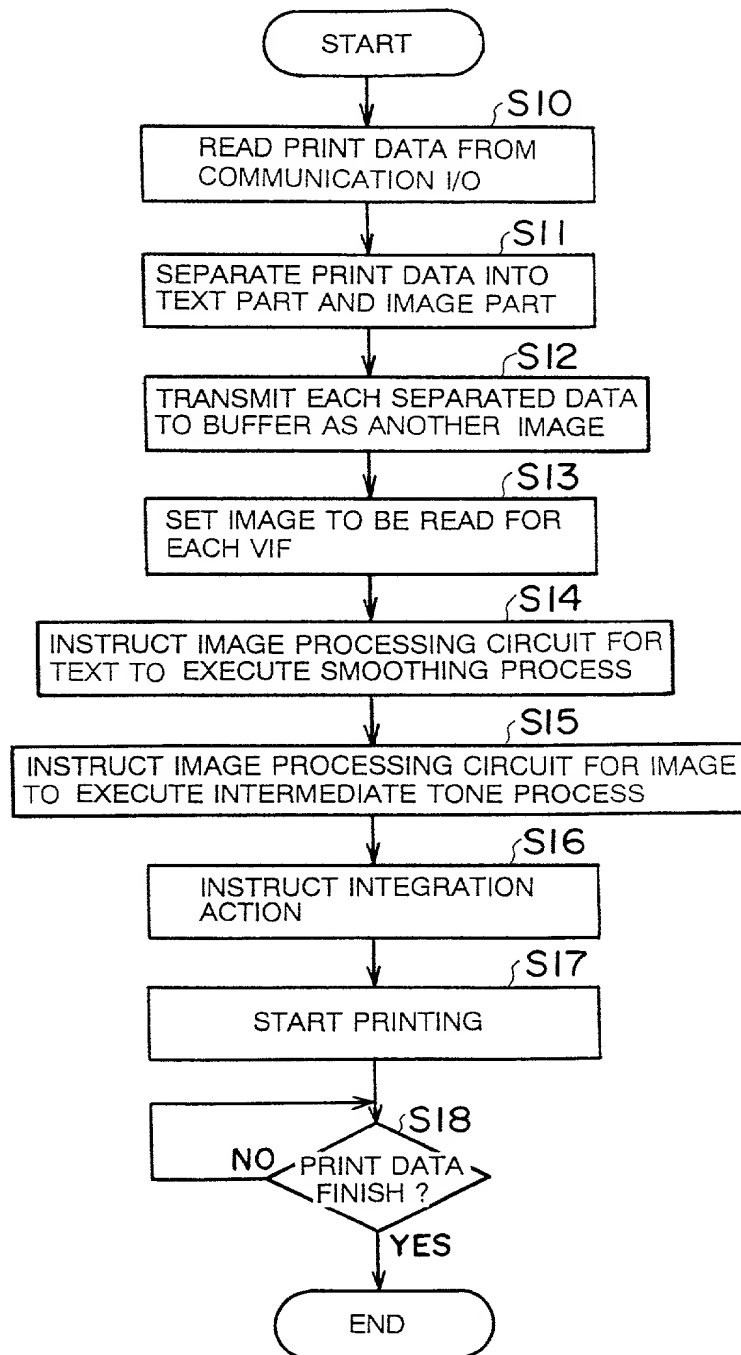 START
S10
READ PRINT DATA FROM
COMMUNICATION I/O
S11
SEPARATE PRINT DATA INTO
TEXT PART AND IMAGE PART
S12
TRANSMIT EACH SEPARATED DATA
TO BUFFER AS ANOTHER IMAGE
S13
SET IMAGE TO BE READ FOR
EACH VIF
S14
INSTRUCT IMAGE PROCESSING CIRCUIT FOR
TEXT TO EXECUTE SMOOTHING PROCESS
S15
INSTRUCT IMAGE PROCESSING CIRCUIT FOR IMAGE
TO EXECUTE INTERMEDIATE TONE PROCESS
S16
INSTRUCT INTEGRATION
ACTION
S17
START PRINTING
S18
NO
PRINT DATA
FINISH ?
YES
END